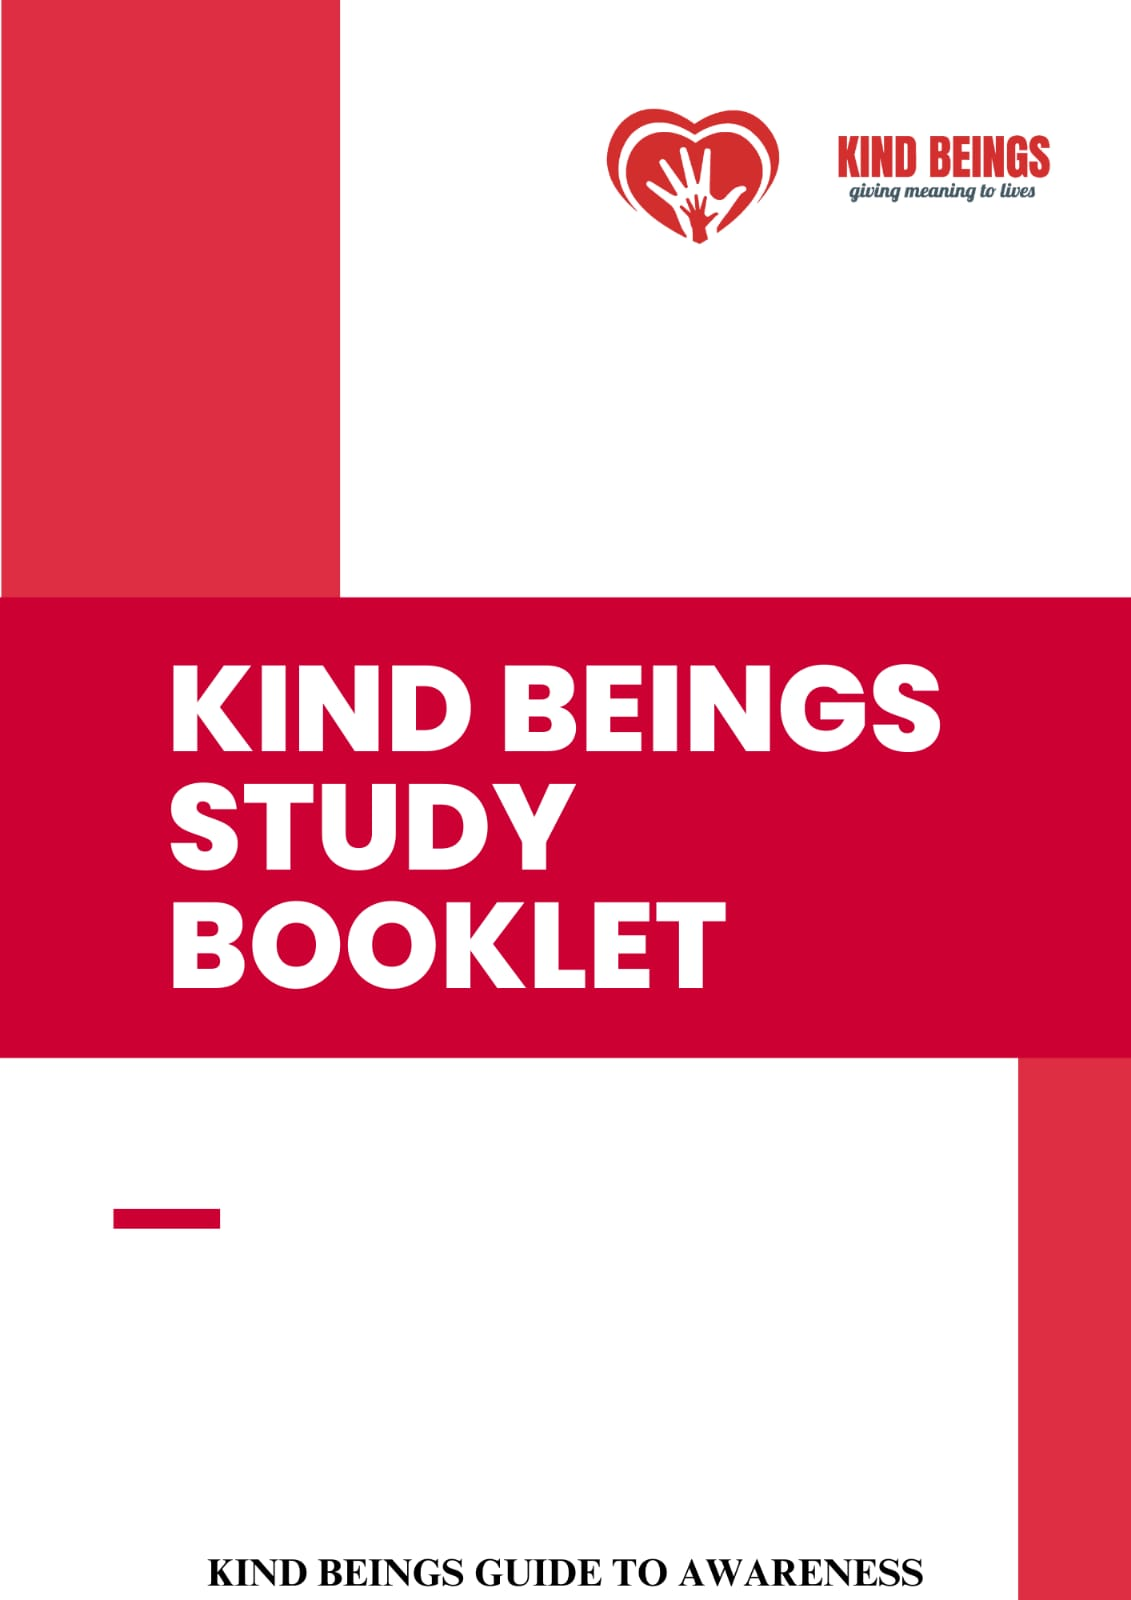 KIND BEINGS
giving meaning to lives
KIND BEINGS
STUDY
BOOKLET
KIND BEINGS GUIDE TO AWARENESS